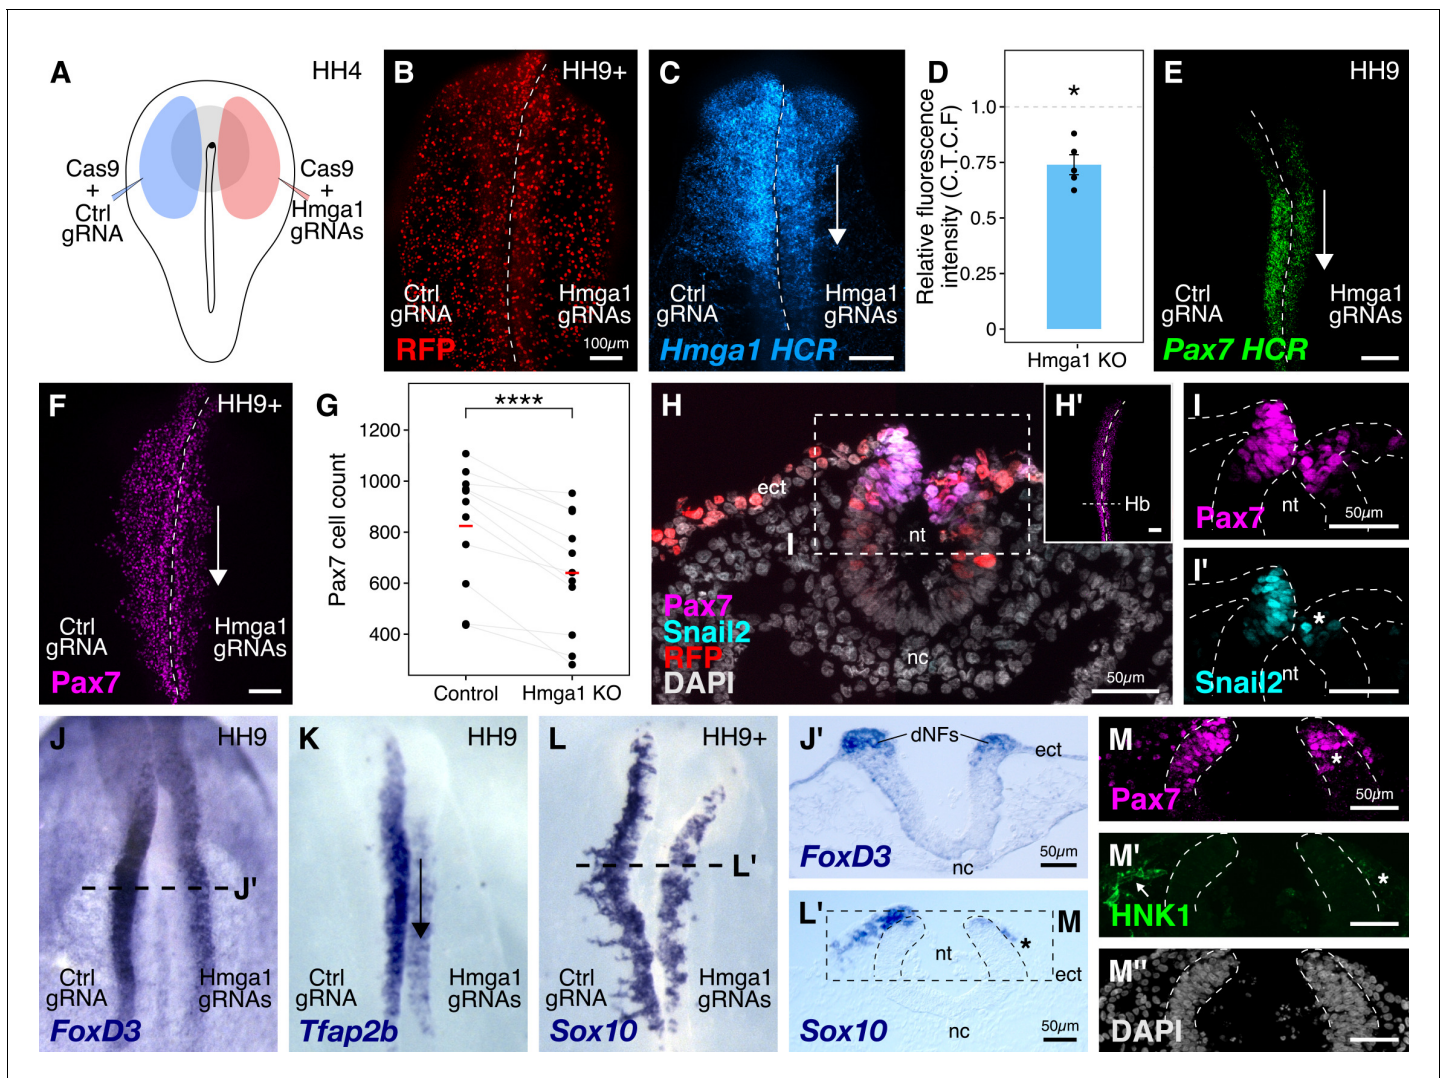 A
HH4
Cas9
+
Ctrl
gRNA
Cas9
+
Hmga1
gRNAs
B
HH9+
Ctrl
gRNA
Hmga1
gRNAs
RFP
100µm
C
Ctrl
gRNA
Hmga1
gRNAs
Hmga1 HCR
D
Relative fluorescence
intensity (C.T.C.F)
*
1.0
0.75
0.5
0.25
0
Hmga1 KO
E
HH9
Ctrl
gRNA
Hmga1
gRNAs
Pax7 HCR
F
HH9+
Ctrl
gRNA
Hmga1
gRNAs
Pax7
G
****
Pax7 cell count
1200
1000
800
600
400
Control
Hmga1 KO
H
ect
I
nt
nc
Pax7
Snail2
RFP
DAPI
50µm
H'
Hb
I
Pax7
nt
50µm
I'
*
Snail2
nt
J
HH9
J'
Ctrl
gRNA
Hmga1
gRNAs
FoxD3
K
HH9
Ctrl
gRNA
Hmga1
gRNAs
Tfap2b
L
HH9+
L'
Ctrl
gRNA
Hmga1
gRNAs
Sox10
J'
dNFs
ect
FoxD3
nc
50µm
L'
M
nt
*
ect
Sox10
nc
50µm
M
*
Pax7
50µm
M'
*
HNK1
M''
DAPI